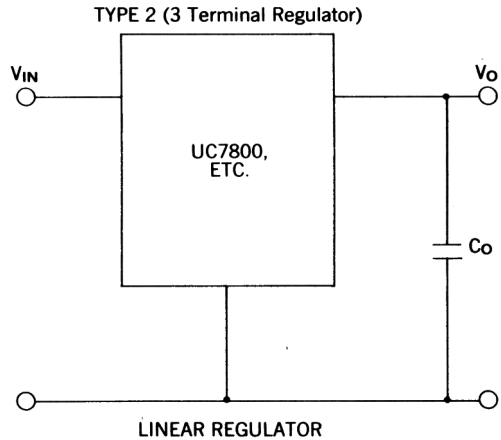 TYPE 2 (3 Terminal Regulator)
VIN
VO
UC7800,
ETC.
CO
LINEAR REGULATOR